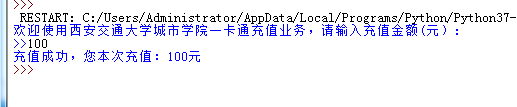 >>>
RESTART: C:/Users/Administrator/AppData/Local/Programs/Python/Python37-
欢迎使用西安交通大学城市学院一卡通充值业务，请输入充值金额(元)：
>>100
充值成功，您本次充值：100元
>>>